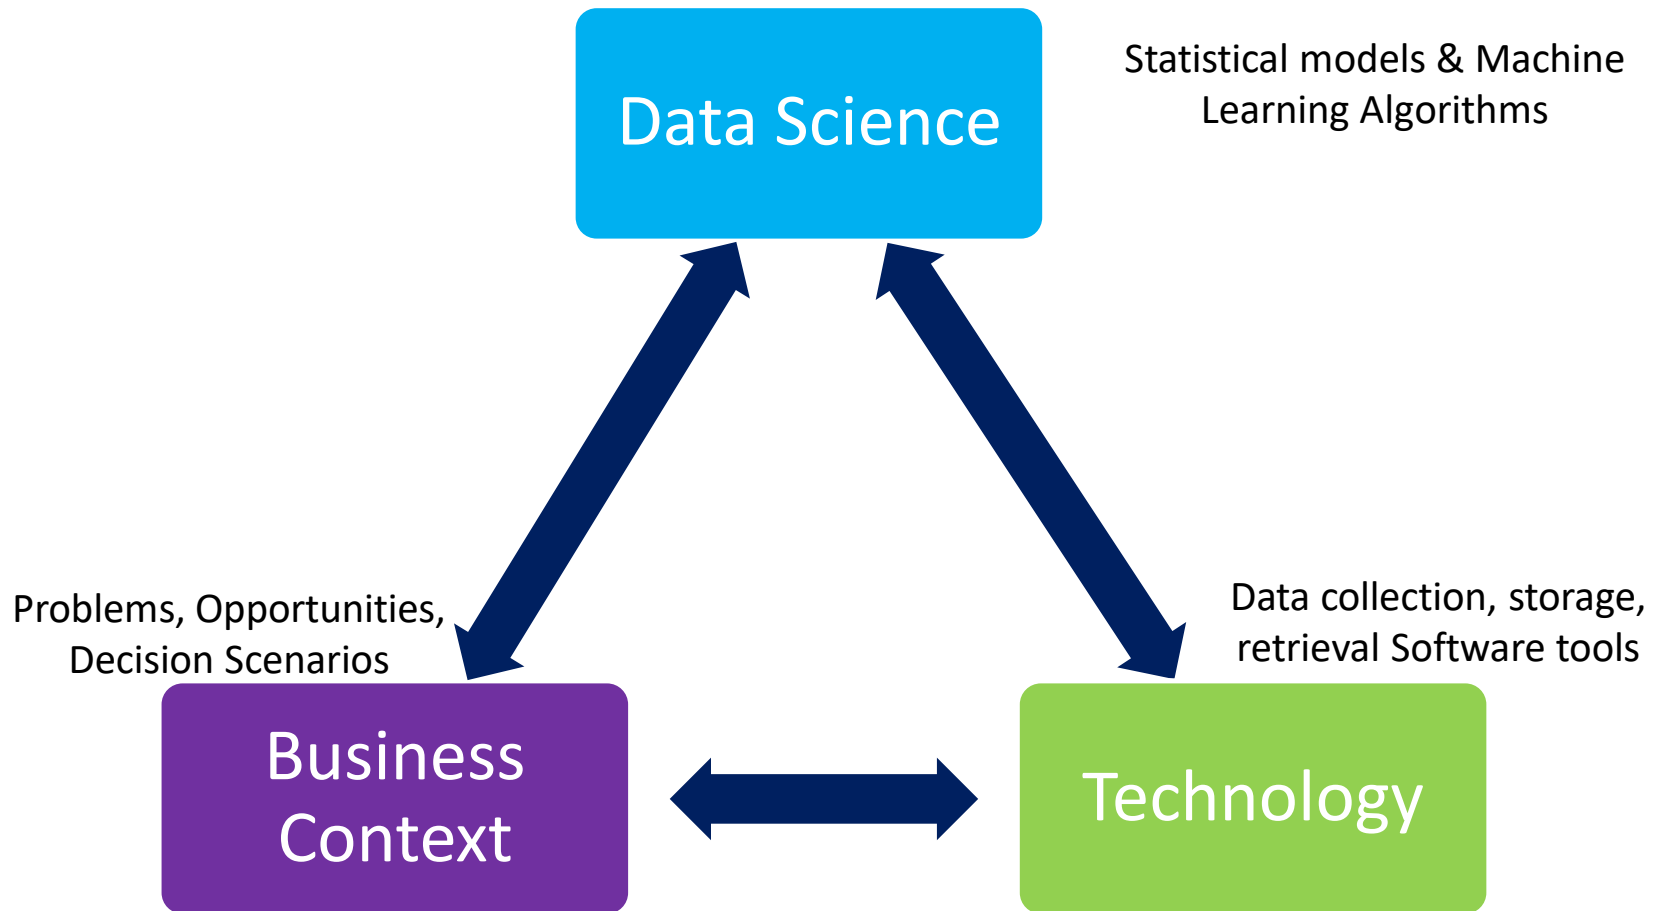 Data Science
Statistical models & Machine
Learning Algorithms
Problems, Opportunities,
Decision Scenarios
Data collection, storage,
retrieval Software tools
Business
Context
Technology